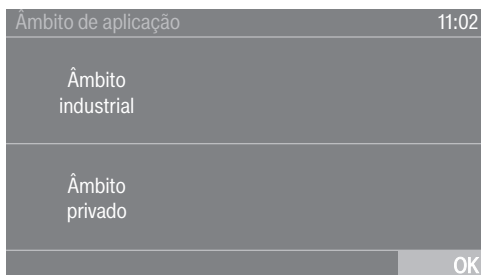 Âmbito de aplicação 11:02
Âmbito
industrial
Âmbito
privado
OK